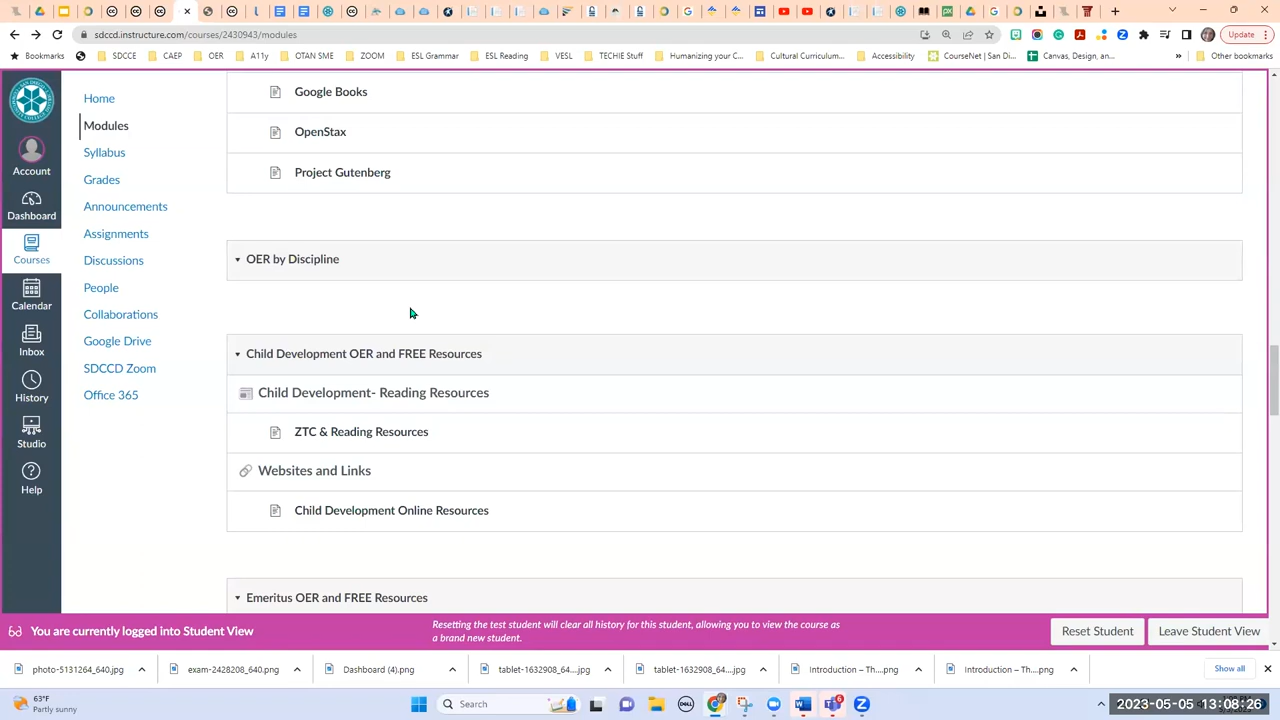 Update
sdccd.instructure.com/courses/2430943/modules
Bookmarks
SDCCE
CAEP
OER
A11y
OTAN SME
ZOOM
ESL Grammar
ESL Reading
VESL
TECHIE Stuff
Humanizing your C...
Cultural Curriculum...
Accessibility
CourseNet | San Di...
Canvas, Design, an...
Other bookmarks
Account
Dashboard
Courses
Calendar
Inbox
History
Studio
Help
Home
Modules
Syllabus
Grades
Announcements
Assignments
Discussions
People
Collaborations
Google Drive
SDCCD Zoom
Office 365
Google Books
OpenStax
Project Gutenberg
OER by Discipline
Child Development OER and FREE Resources
Child Development- Reading Resources
ZTC & Reading Resources
Websites and Links
Child Development Online Resources
Emeritus OER and FREE Resources
You are currently logged into Student View
Resetting the test student will clear all history for this student, allowing you to view the course as
a brand new student.
Reset Student
Leave Student View
photo-5131264_640.jpg
exam-2428208_640.png
Dashboard (4).png
tablet-1632908_64....jpg
tablet-1632908_64....jpg
Introduction – Th....png
Introduction – Th....png
Show all
63°F
Partly sunny
Search
2023-05-05 13:08:26